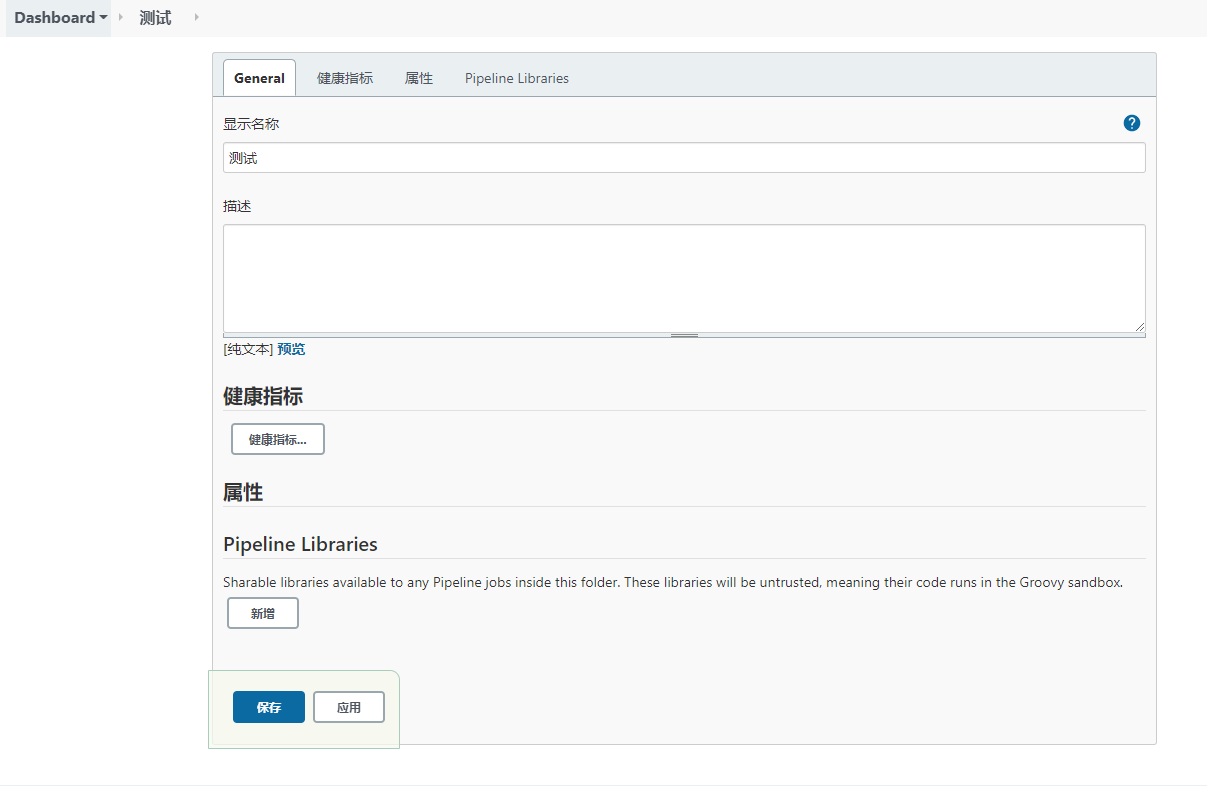 Dashboard 测试
General 健康指标 属性 Pipeline Libraries
显示名称 ?
测试
描述
[纯文本] 预览
健康指标
健康指标...
属性
Pipeline Libraries
Sharable libraries available to any Pipeline jobs inside this folder. These libraries will be untrusted, meaning their code runs in the Groovy sandbox.
新增
保存 应用